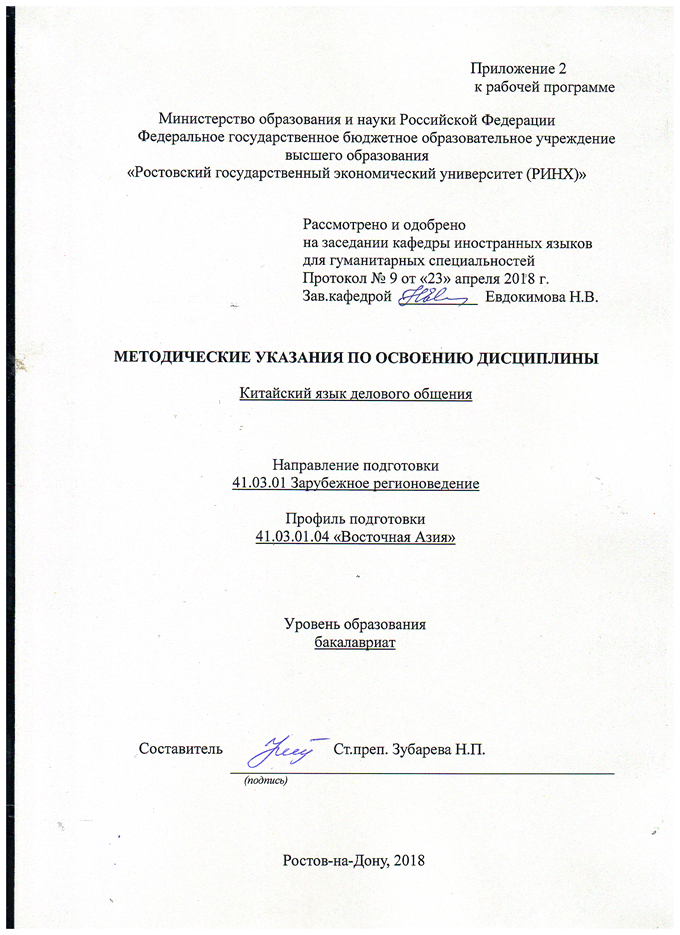 Приложение 2
к рабочей программе
Министерство образования и науки Российской Федерации
Федеральное государственное бюджетное образовательное учреждение
высшего образования
«Ростовский государственный экономический университет (РИНХ)»
Рассмотрено и одобрено
на заседании кафедры иностранных языков
для гуманитарных специальностей
Протокол № 9 от «23» апреля 2018 г.
Зав.кафедрой Евдокимова Н.В.
МЕТОДИЧЕСКИЕ УКАЗАНИЯ ПО ОСВОЕНИЮ ДИСЦИПЛИНЫ
Китайский язык делового общения
Направление подготовки
41.03.01 Зарубежное регионоведение
Профиль подготовки
41.03.01.04 «Восточная Азия»
Уровень образования
бакалавриат
Составитель Ст.преп. Зубарева Н.П.
(подпись)
Ростов-на-Дону, 2018